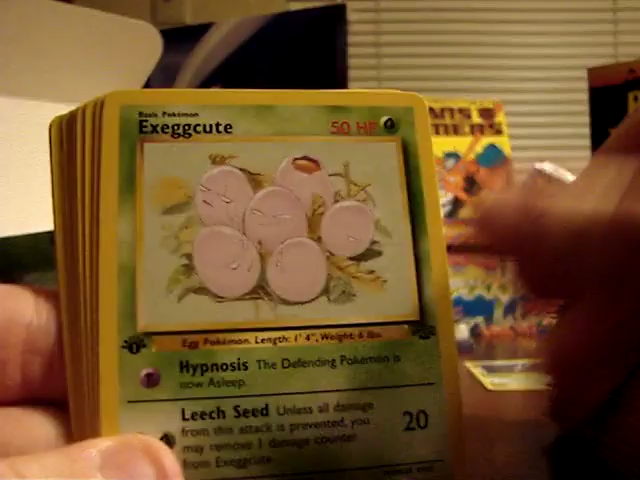 Basic Pokémon
Exeggcute 50 HP
Egg Pokémon. Length: 1' 4", Weight: 6 lbs.
Hypnosis The Defending Pokémon is
now Asleep.
Leech Seed Unless all damage
from this attack is prevented, you
may remove 1 damage counter
from Exeggcute.
20